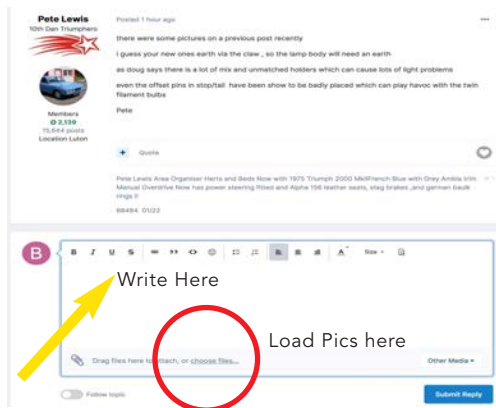 Pete Lewis
10th Dan Triumphero
Members
2,139
15,644 posts
Location Luton
Posted 1 hour ago
there were some pictures on a previous post recently
i guess your new ones earth via the claw , so the lamp body will need an earth
as doug says there is a lot of mix and unmatched holders which can cause lots of light problems
even the offset pins in stop/tail have been show to be badly placed which can play havoc with the twin
filament bulbs
Pete
+ Quote
Pete Lewis Area Organiser Herts and Beds Now with 1975 Triumph 2000 MkIIFrench Blue with Grey Ambla trim
Manual Overdrive Now has power steering fitted and Alpha 156 leather seats, stag brakes ,and german baulk
rings !!
B
B I U S
A
Size
Write Here
Load Pics here
Drag files here to attach, or choose files...
Other Media
Follow topic
Submit Reply